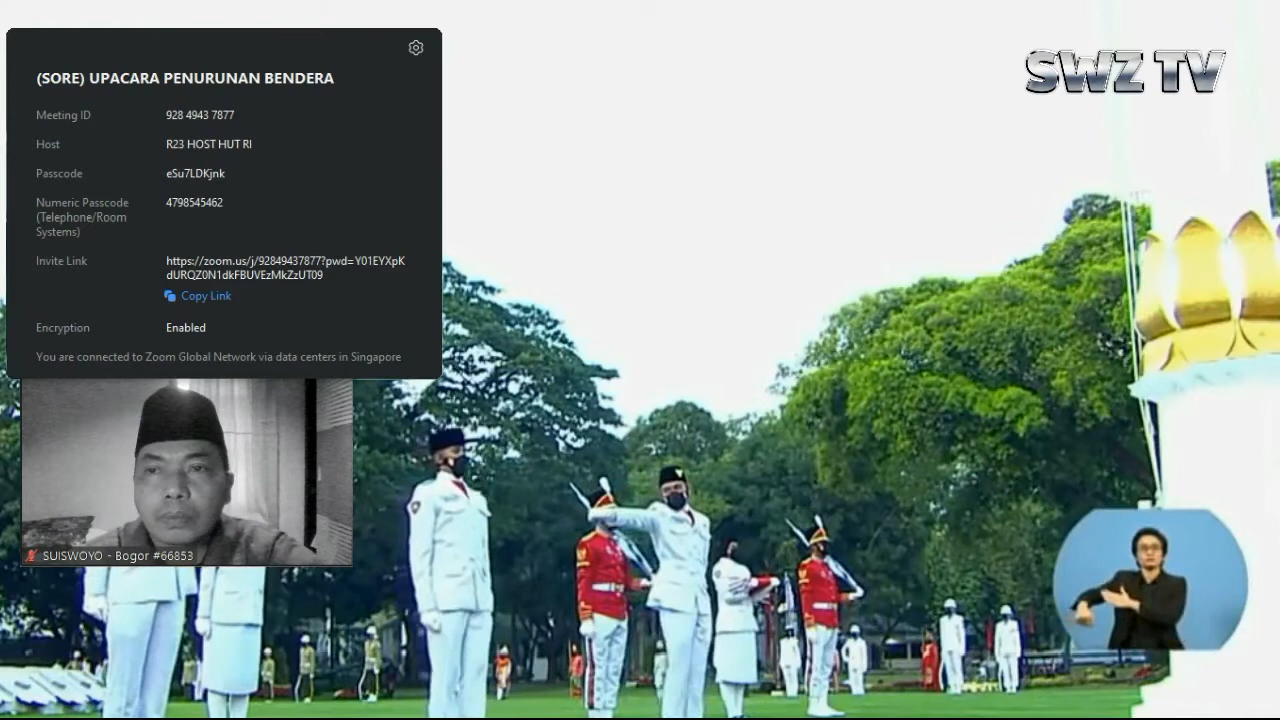 (SORE) UPACARA PENURUNAN BENDERA
Meeting ID 928 4943 7877
Host R23 HOST HUT RI
Passcode eSu7LDKjnk
Numeric Passcode 4798545462
(Telephone/Room
Systems)
Invite Link https://zoom.us/j/92849437877?pwd=Y01EYXpK
dURQZ0N1dkFBUVEzMkZzUT09
Copy Link
Encryption Enabled
You are connected to Zoom Global Network via data centers in Singapore
SWZ TV
SUISWOYO - Bogor #66853